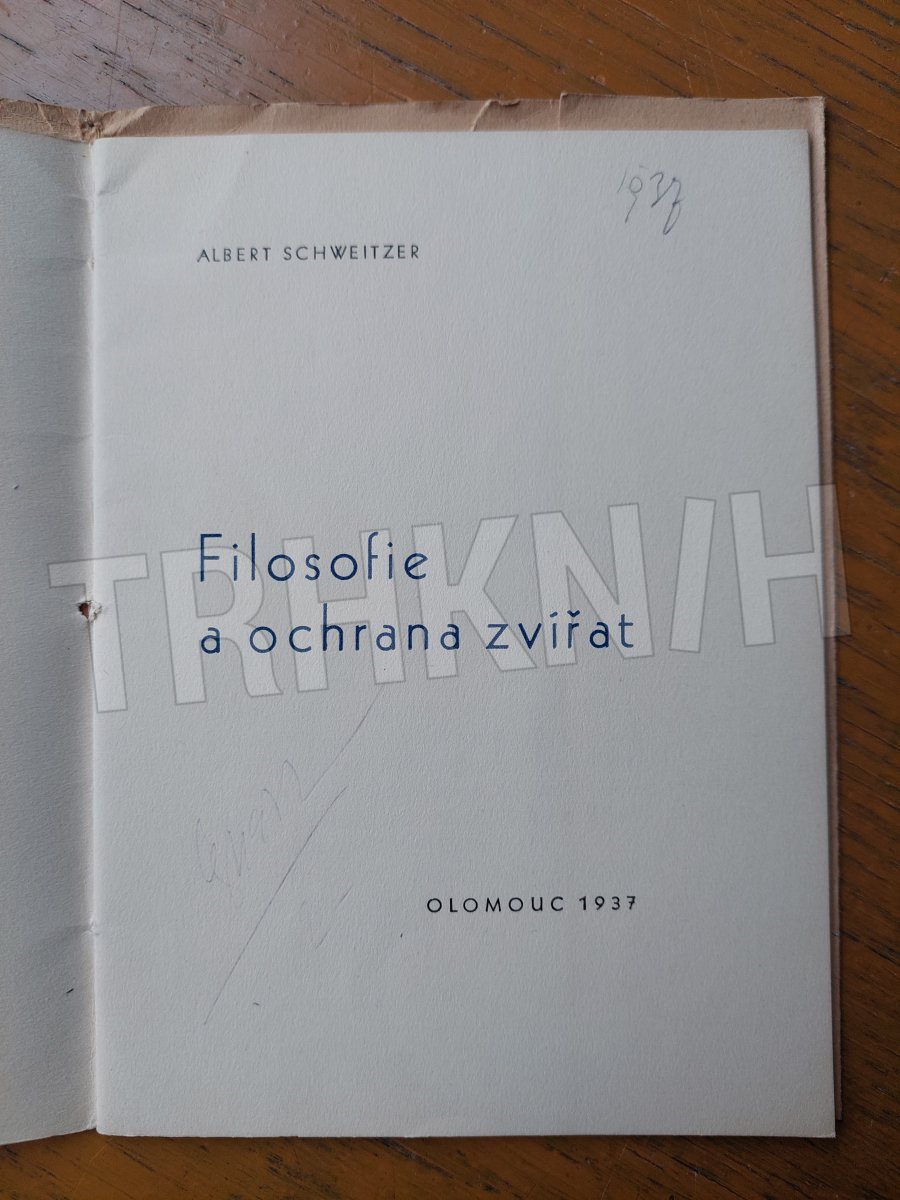 1937
ALBERT SCHWEITZER
Filosofie
a ochrana zvířat
TRHKNIH
OLOMOUC 1937